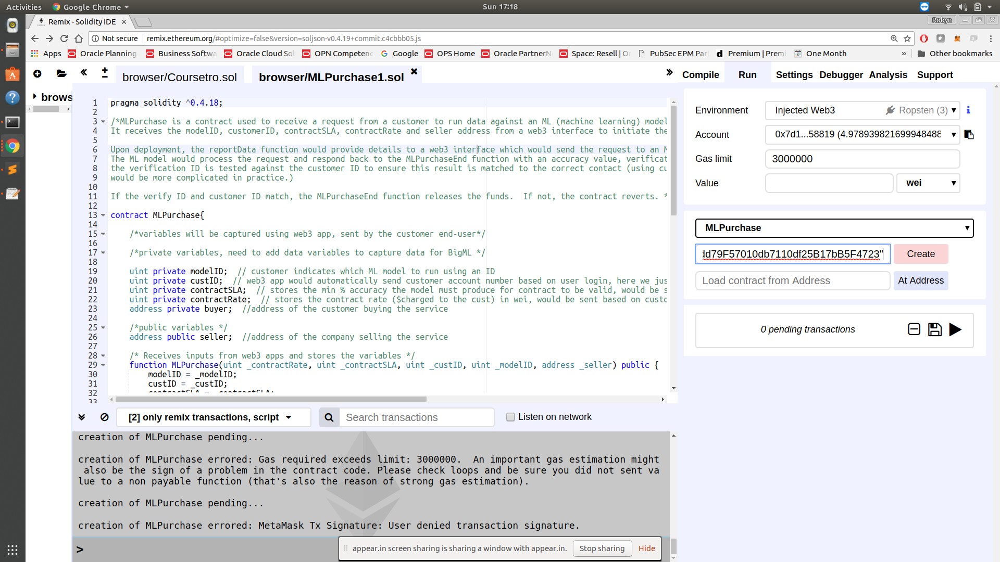 Activities Google Chrome Sun 17:18
Remix - Solidity IDE Robyn
Not secure remix.ethereum.org/#optimize=false&version=soljson-v0.4.19+commit.c4cbbb05.js
Apps Oracle Planning Business Softwa Oracle Cloud So OPN Competenc Google OPS Home Oracle PartnerN Space: Resell | O PubSec EPM Par Premium | Premi One Month » Other bookmarks
browser/Coursetro.sol browser/MLPurchase1.sol Compile Run Settings Debugger Analysis Support
brows
1 pragma solidity ^0.4.18;
2
3 /*MLPurchase is a contract used to receive a request from a customer to run data against an ML (machine learning) model
4 It receives the modelID, customerID, contractSLA, contractRate and seller address from a web3 interface to initiate the
5
6 Upon deployment, the reportData function would provide details to a web3 interface which would send the request to an M
7 The ML model would process the request and respond back to the MLPurchaseEnd function with an accuracy value, verificat
8 the verification ID is tested against the customer ID to ensure this result is matched to the correct contact (using cu
9 would be more complicated in practice.)
10
11 If the verify ID and customer ID match, the MLPurchaseEnd function releases the funds.  If not, the contract reverts. *
12
13 contract MLPurchase{
14
15 /*variables will be captured using web3 app, sent by the customer end-user*/
16
17 /*private variables, need to add data variables to capture data for BigML */
18
19 uint private modelID;  // customer indicates which ML model to run using an ID
20 uint private custID;  // web3 app would automatically send customer account number based on user login, here we jus
21 uint private contractSLA;  // stores the min % accuracy the model must produce for contract to be valid, would be s
22 uint private contractRate;  // stores the contract rate ($charged to the cust) in wei, would be sent based on custo
23 address private buyer;  //address of the customer buying the service
24
25 /*public variables */
26 address public seller;  //address of the company selling the service
27
28 /* Receives inputs from web3 apps and stores the variables */
29 function MLPurchase(uint _contractRate, uint _contractSLA, uint _custID, uint _modelID, address _seller) public {
30 modelID = _modelID;
31 custID = _custID;
32 contractSLA = _contractSLA;
33
Environment Injected Web3 Ropsten (3)
Account 0x7d1...58819 (4.978939821699948488
Gas limit 3000000
Value wei
MLPurchase
dd79F57010db7110df25B17bB5F4723" Create
Load contract from Address At Address
0 pending transactions
[2] only remix transactions, script Search transactions Listen on network
creation of MLPurchase pending...
creation of MLPurchase errored: Gas required exceeds limit: 3000000.  An important gas estimation might
also be the sign of a problem in the contract code. Please check loops and be sure you did not sent va
lue to a non payable function (that's also the reason of strong gas estimation).
creation of MLPurchase pending...
creation of MLPurchase errored: MetaMask Tx Signature: User denied transaction signature.
>
appear.in screen sharing is sharing a window with appear.in. Stop sharing Hide